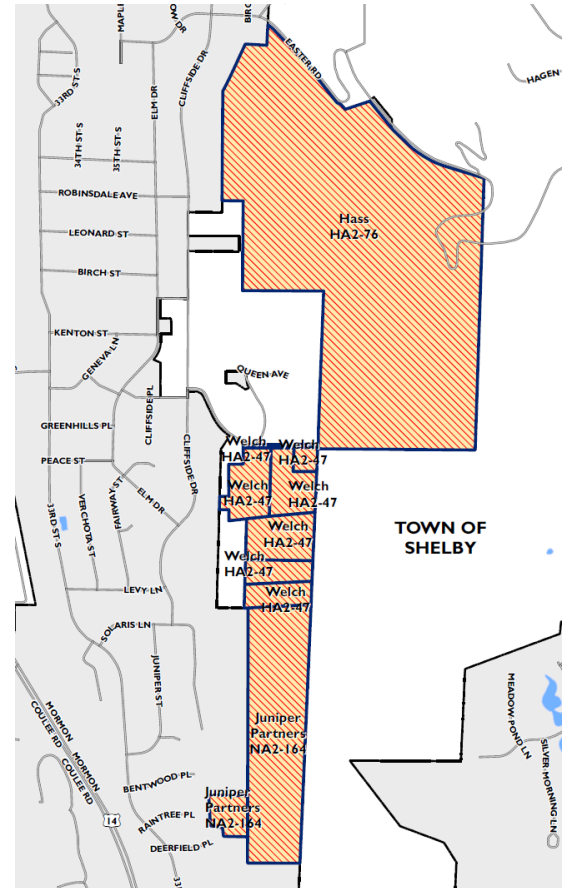 MAPL
OW DR
BIRC
33RD ST S
34TH ST S
35TH ST S
ELM DR
CLIFFSIDE DR
EASTER RD
HAGEN
ROBINSDALE AVE
LEONARD ST
BIRCH ST
Hass
HA2-76
KENTON ST
GENEVA LN
CLIFFSIDE PL
QUEEN AVE
GREENHILLS PL
PEACE ST
CLIFFSIDE DR
Welch
HA2-47
Welch
HA2-47
Welch
HA2-47
Welch
HA2-47
33RD ST S
VERCHOTA ST
FAIRWAY ST
ELM DR
Welch
HA2-47
TOWN OF
SHELBY
Welch
HA2-47
Welch
HA2-47
LEVY LN
SOLARIS LN
JUNIPER ST
MORMON
COULEE RD
MORMON
COULEE RD
14
Juniper
Partners
NA2-164
MEADOW POND LN
SILVER MORNING LN
BENTWOOD PL
Juniper
Partners
NA2-164
RAINTREE PL
DEERFIELD PL
33